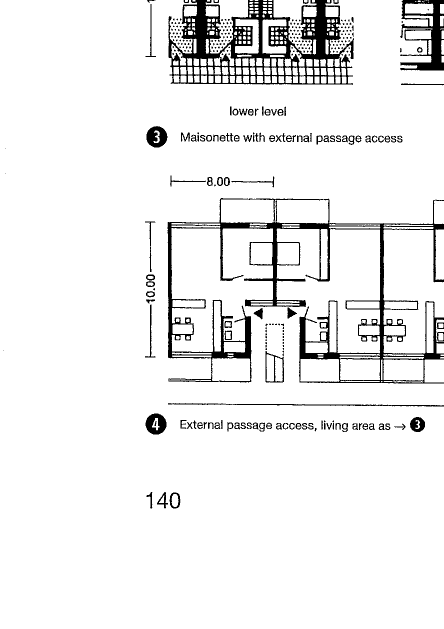 lower level
3 Maisonette with external passage access
8.00
10.00
4 External passage access, living area as → 3
140